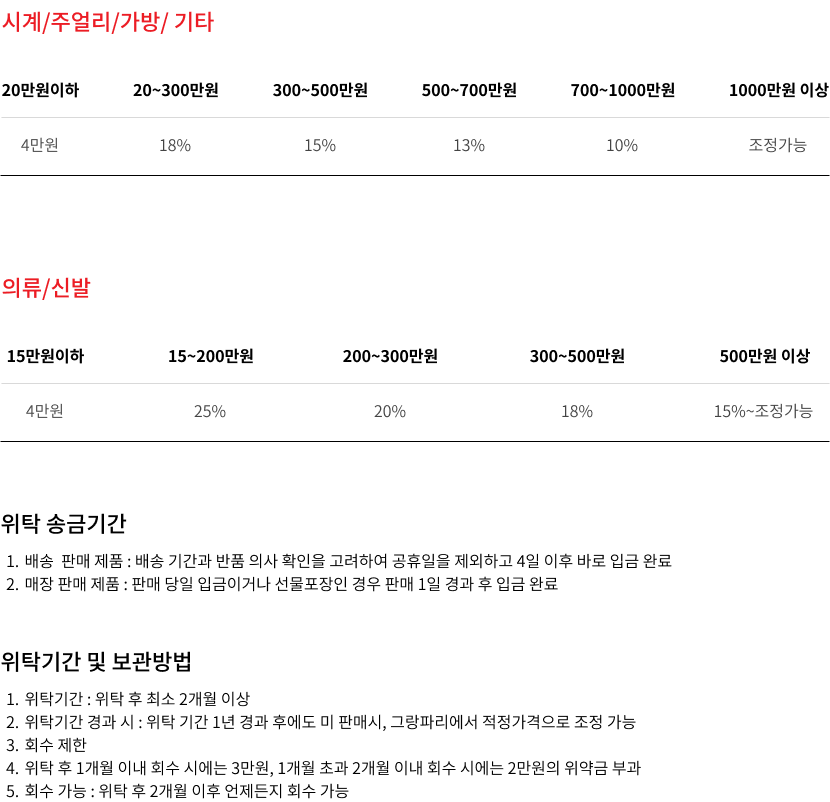 시계/주얼리/가방/ 기타
20만원이하 20~300만원 300~500만원 500~700만원 700~1000만원 1000만원 이상
4만원 18% 15% 13% 10% 조정가능
의류/신발
15만원이하 15~200만원 200~300만원 300~500만원 500만원 이상
4만원 25% 20% 18% 15%~조정가능
위탁 송금기간
1. 배송 판매 제품 : 배송 기간과 반품 의사 확인을 고려하여 공휴일을 제외하고 4일 이후 바로 입금 완료
2. 매장 판매 제품 : 판매 당일 입금이거나 선물포장인 경우 판매 1일 경과 후 입금 완료
위탁기간 및 보관방법
1. 위탁기간 : 위탁 후 최소 2개월 이상
2. 위탁기간 경과 시 : 위탁 기간 1년 경과 후에도 미 판매시, 그랑파리에서 적정가격으로 조정 가능
3. 회수 제한
4. 위탁 후 1개월 이내 회수 시에는 3만원, 1개월 초과 2개월 이내 회수 시에는 2만원의 위약금 부과
5. 회수 가능 : 위탁 후 2개월 이후 언제든지 회수 가능